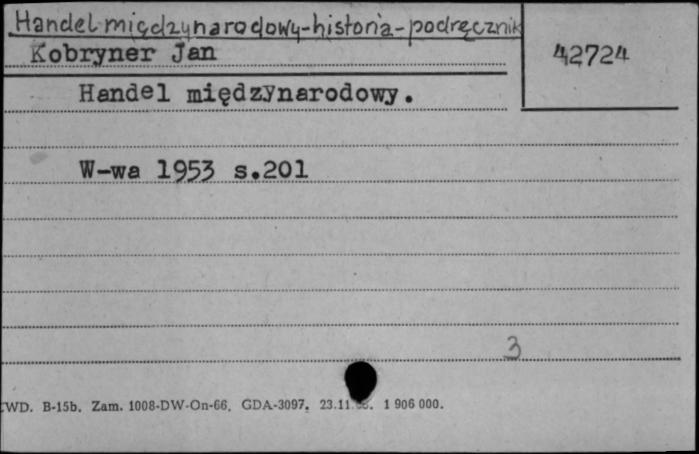 Handel międzynarodowy-historia-podręcznik
Kobryner Jan
42724
Handel międzynarodowy.
W-wa 1953 s.201
3
WD. B-15b. Zam. 1008-DW-On-66. GDA-3097. 23.11. 1 906 000.